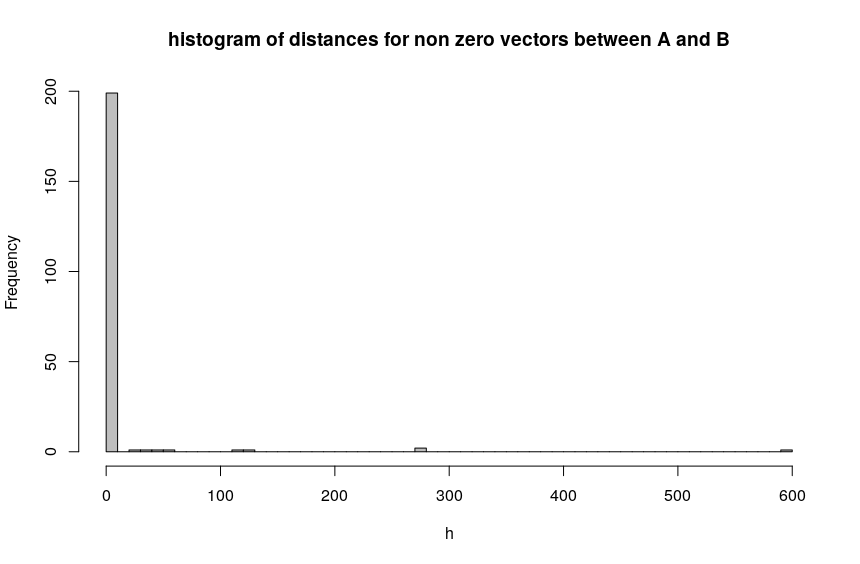 histogram of distances for non zero vectors between A and B
Frequency
200
150
100
50
0
0 100 200 300 400 500 600
h